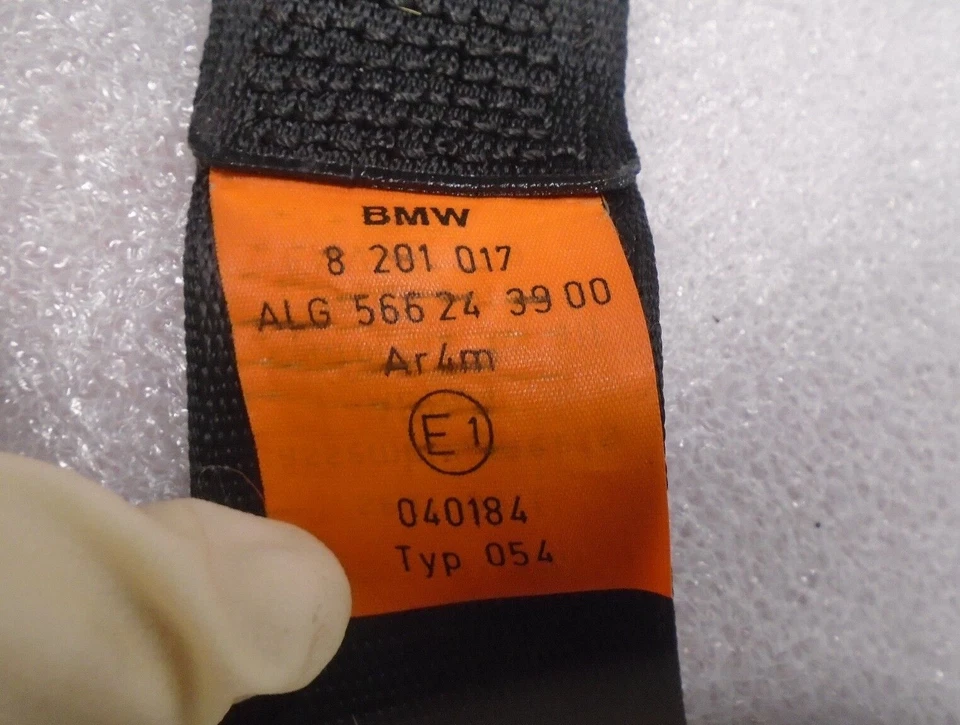 BMW
8 201 017
ALG 566 24 39 00
Ar4m
E1
040184
Typ 054